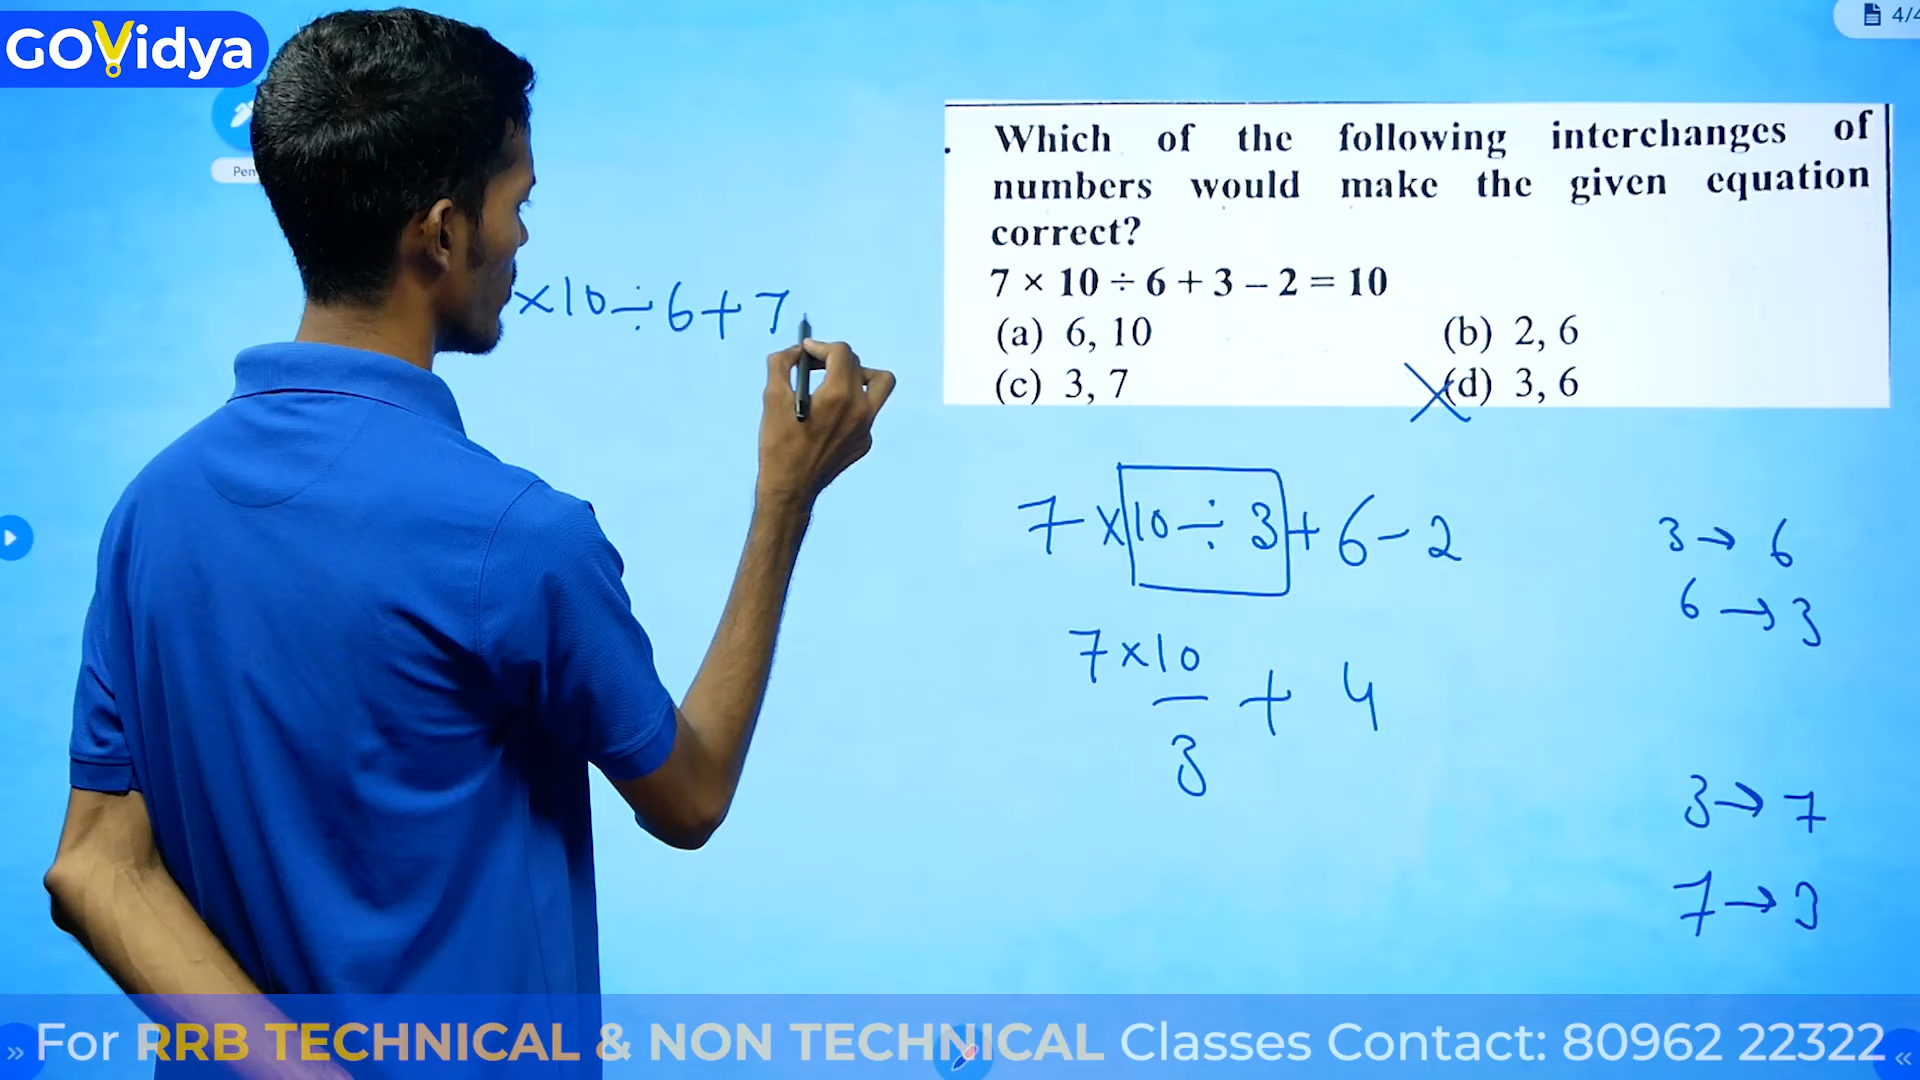 GOVidya
4/4
Pen
Which of the following interchanges of
numbers would make the given equation
correct?
7 × 10 ÷ 6 + 3 – 2 = 10
(a) 6, 10 (b) 2, 6
(c) 3, 7 (d) 3, 6
×10÷6+7
7×10÷3+6-2
3→6
6→3
7×10
3
+ 4
3→7
7→3
» For RRB TECHNICAL & NON TECHNICAL Classes Contact: 80962 22322 «